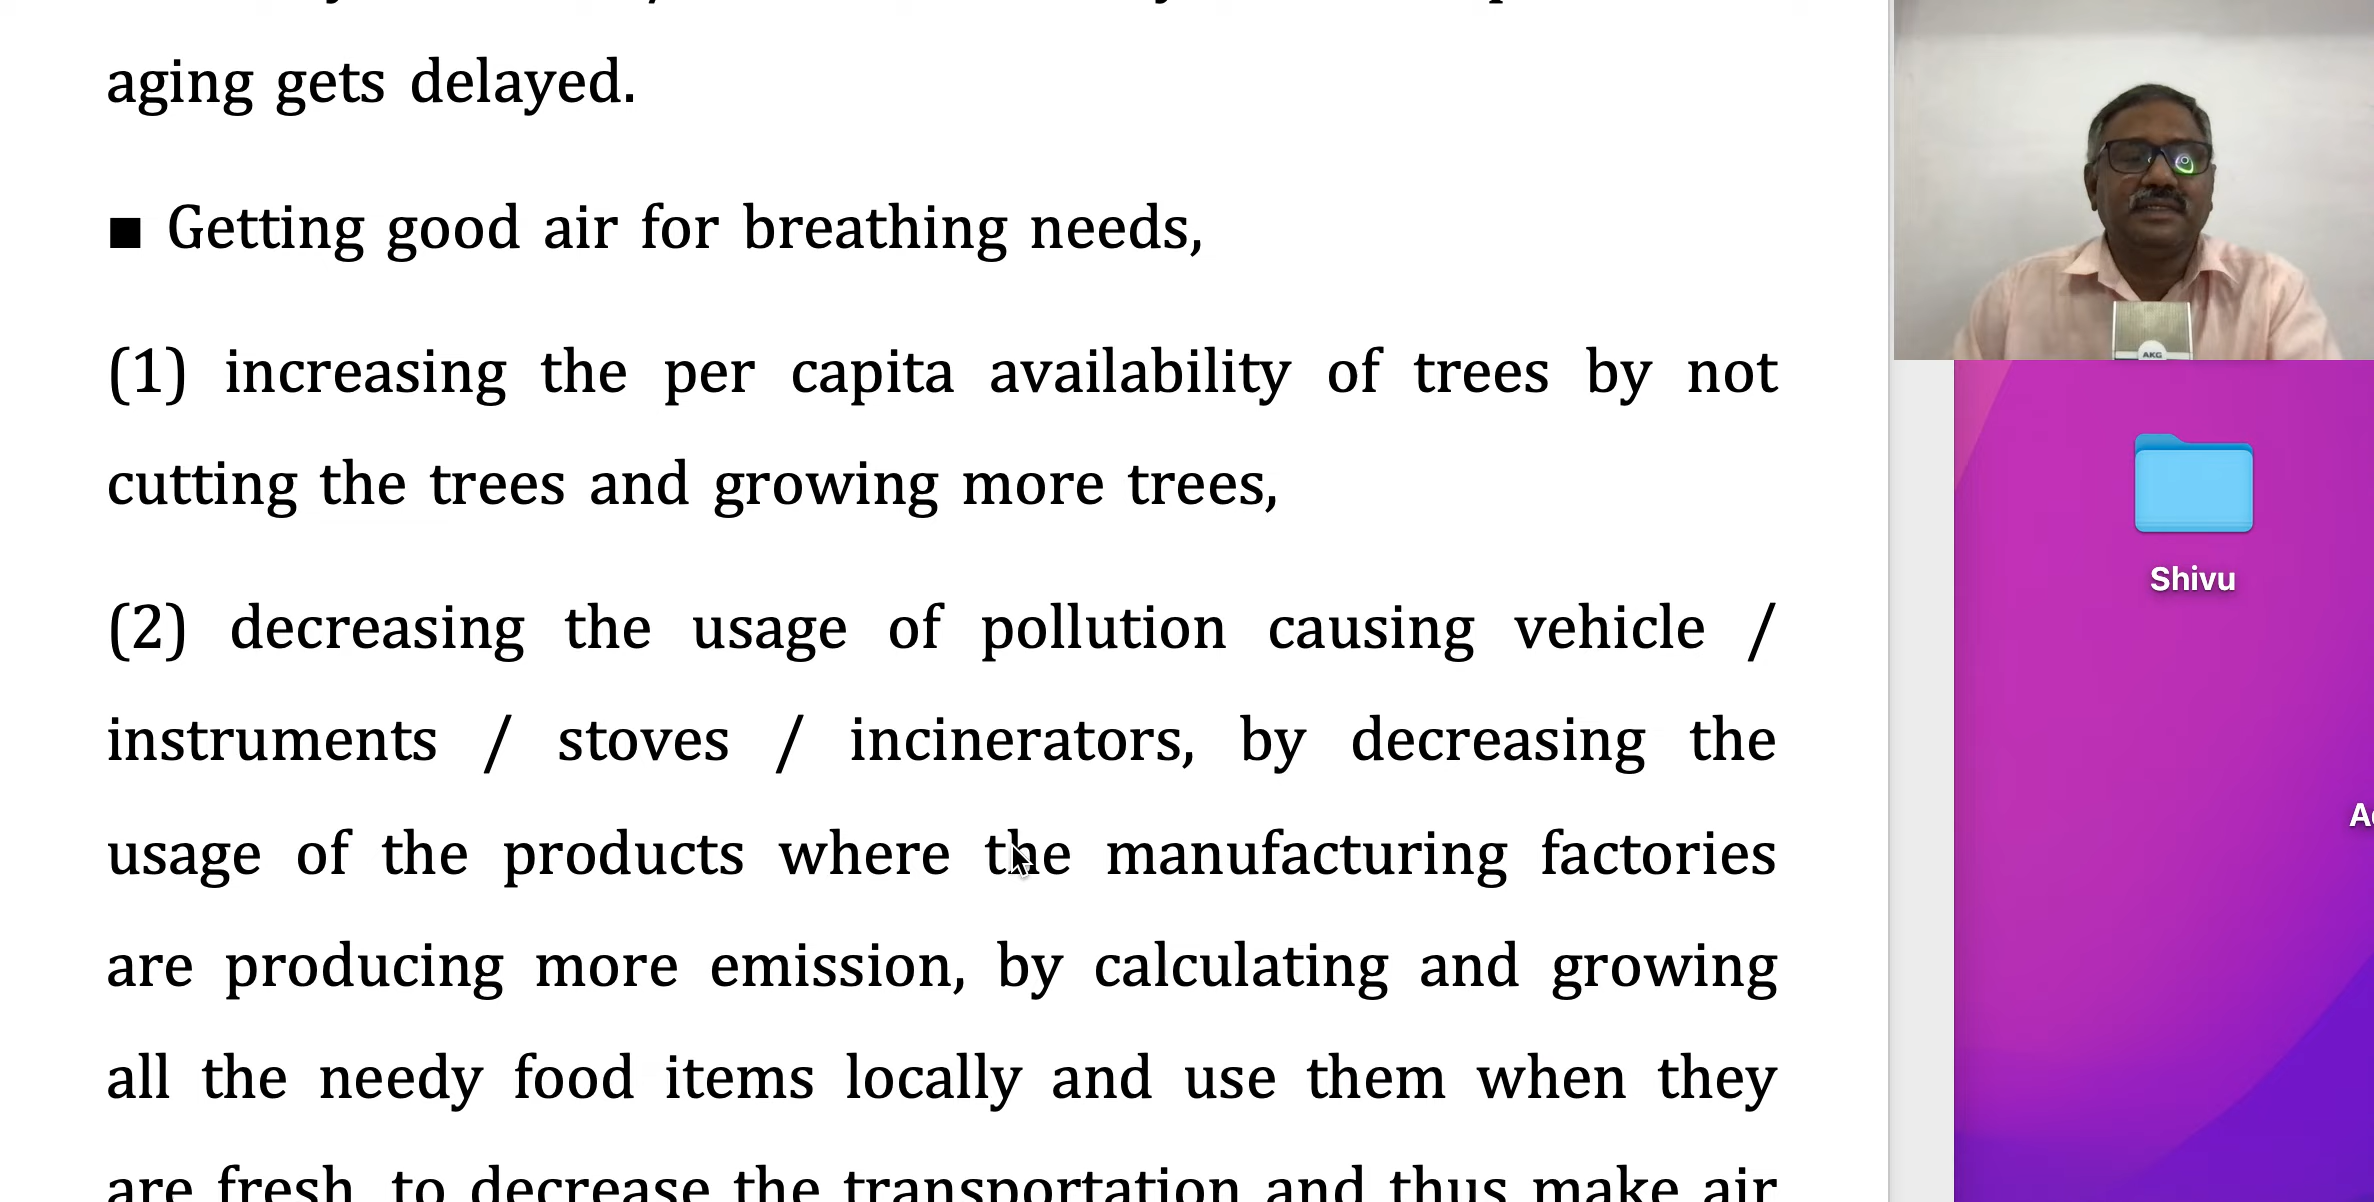 aging gets delayed.
■ Getting good air for breathing needs,
(1) increasing the per capita availability of trees by not
cutting the trees and growing more trees,
(2) decreasing the usage of pollution causing vehicle /
instruments / stoves / incinerators, by decreasing the
usage of the products where the manufacturing factories
are producing more emission, by calculating and growing
all the needy food items locally and use them when they
are fresh, to decrease the transportation and thus make air
AKG
Shivu